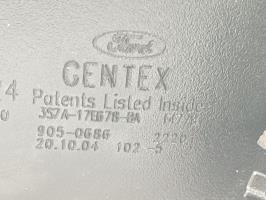 Ford
GENTEX
Patents Listed Inside
3S7A-17E678-BA
905-0686
20.10.04 102-5